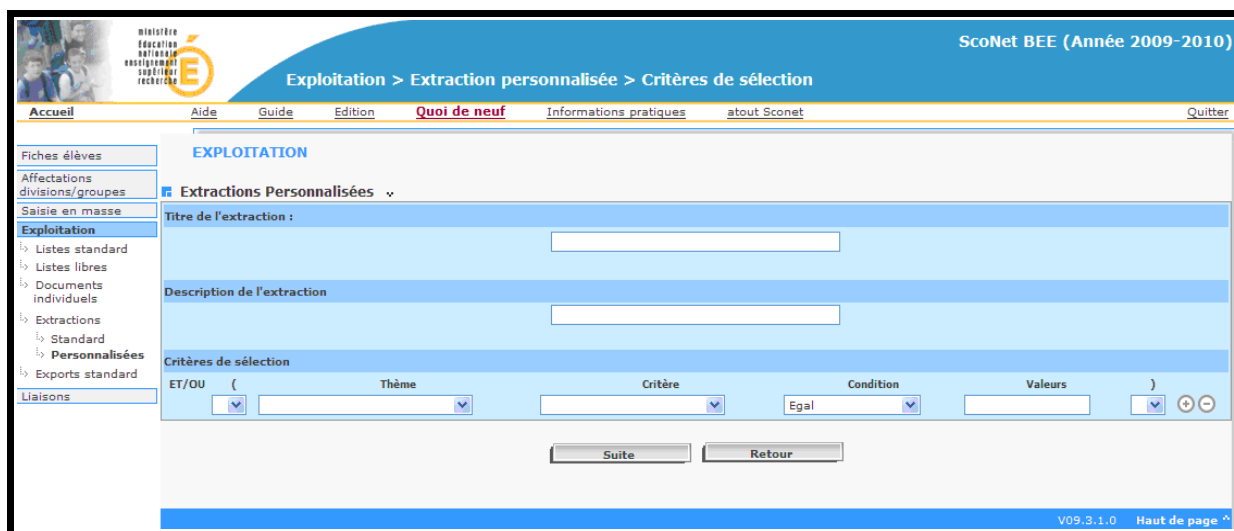 ministère
éducation
nationale
enseignement
supérieur
recherche
ScoNet BEE (Année 2009-2010)
Exploitation > Extraction personnalisée > Critères de sélection
Accueil Aide Guide Edition Quoi de neuf Informations pratiques atout Sconet Quitter
Fiches élèves
Affectations
divisions/groupes
Saisie en masse
Exploitation
Listes standard
Listes libres
Documents
individuels
Extractions
Standard
Personnalisées
Exports standard
Liaisons
EXPLOITATION
Extractions Personnalisées
Titre de l'extraction :
Description de l'extraction
Critères de sélection
ET/OU ( Thème Critère Condition Valeurs )
Egal
Suite Retour
V09.3.1.0 Haut de page ^